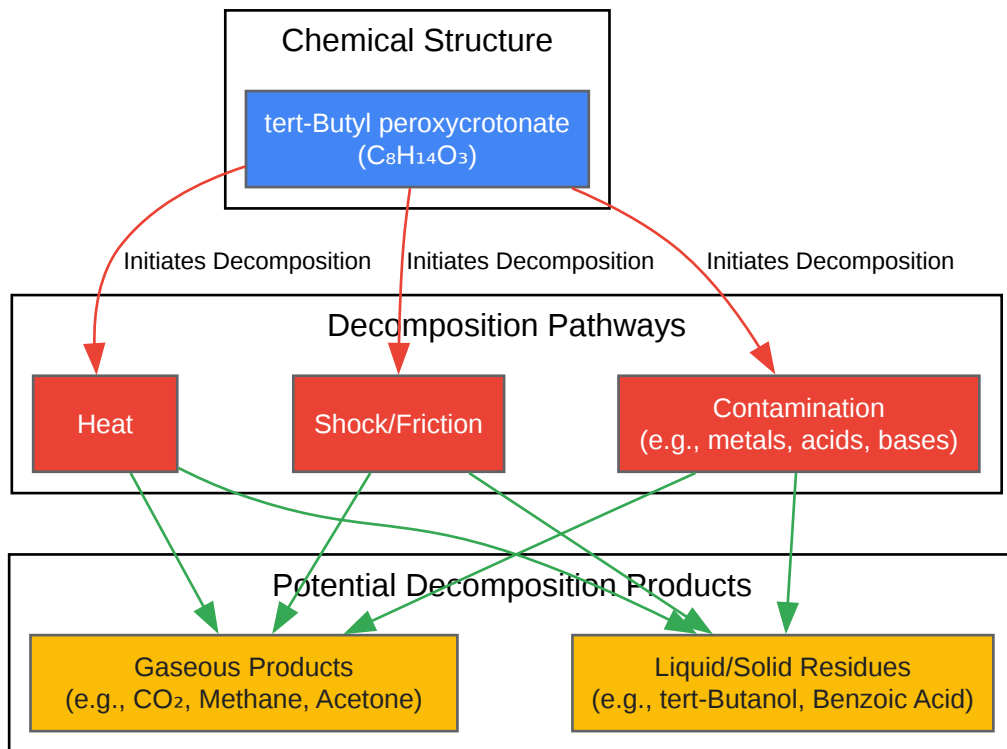 Chemical Structure
tert-Butyl peroxycrotonate
(C₈H₁₄O₃)
Initiates Decomposition
Initiates Decomposition
Initiates Decomposition
Decomposition Pathways
Heat
Shock/Friction
Contamination
(e.g., metals, acids, bases)
Potential Decomposition Products
Gaseous Products
(e.g., CO₂, Methane, Acetone)
Liquid/Solid Residues
(e.g., tert-Butanol, Benzoic Acid)